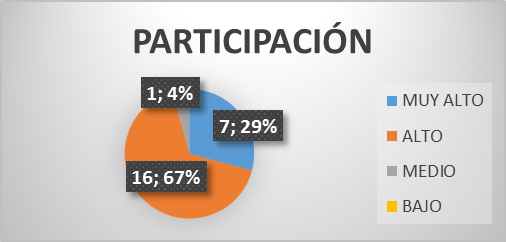 PARTICIPACIÓN
1; 4%
7; 29%
16; 67%
MUY ALTO
ALTO
MEDIO
BAJO